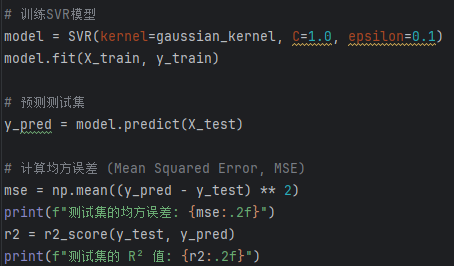 # 训练SVR模型
model = SVR(kernel=gaussian_kernel, C=1.0, epsilon=0.1)
model.fit(X_train, y_train)
# 预测测试集
y_pred = model.predict(X_test)
# 计算均方误差 (Mean Squared Error, MSE)
mse = np.mean((y_pred - y_test) ** 2)
print(f"测试集的均方误差: {mse:.2f}")
r2 = r2_score(y_test, y_pred)
print(f"测试集的 R² 值: {r2:.2f}")